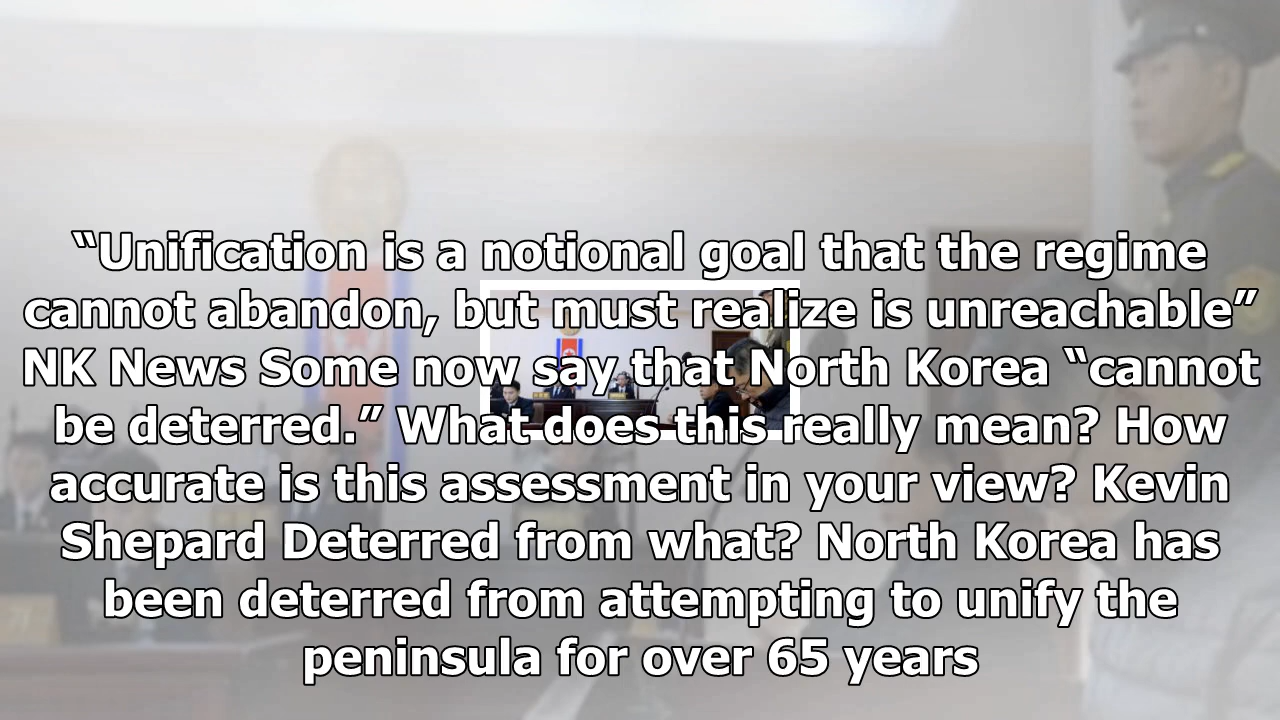 “Unification is a notional goal that the regime
cannot abandon, but must realize is unreachable”
NK News Some now say that North Korea “cannot
be deterred.” What does this really mean? How
accurate is this assessment in your view? Kevin
Shepard Deterred from what? North Korea has
been deterred from attempting to unify the
peninsula for over 65 years